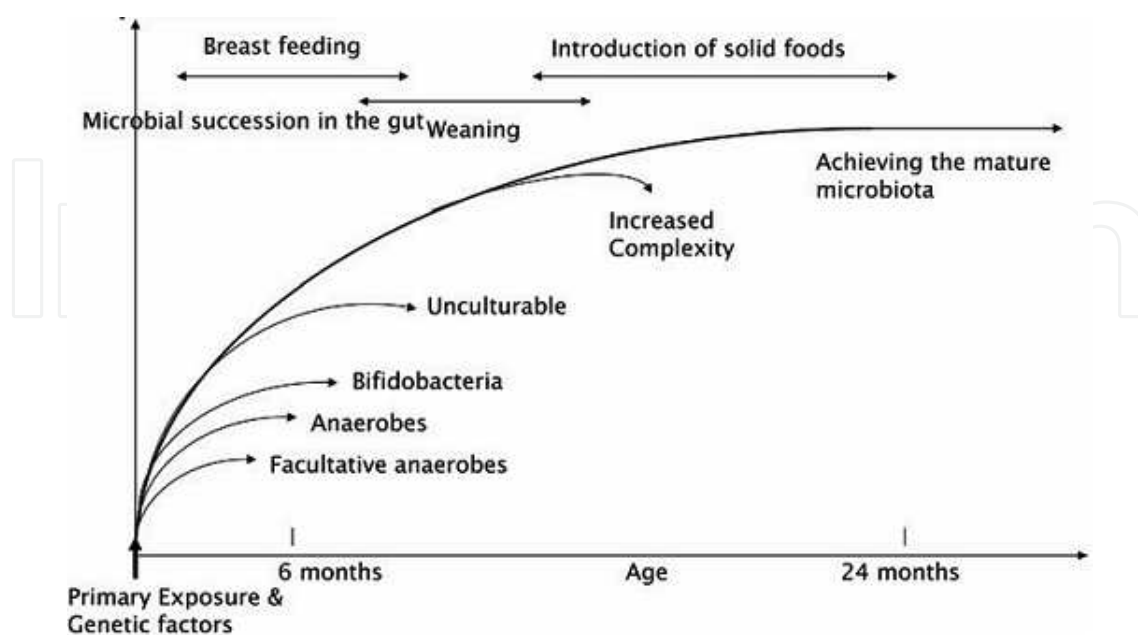 Breast feeding
Introduction of solid foods
Microbial succession in the gut
Weaning
Achieving the mature
microbiota
Increased
Complexity
Unculturable
Bifidobacteria
Anaerobes
Facultative anaerobes
6 months
Age
24 months
Primary Exposure &
Genetic factors